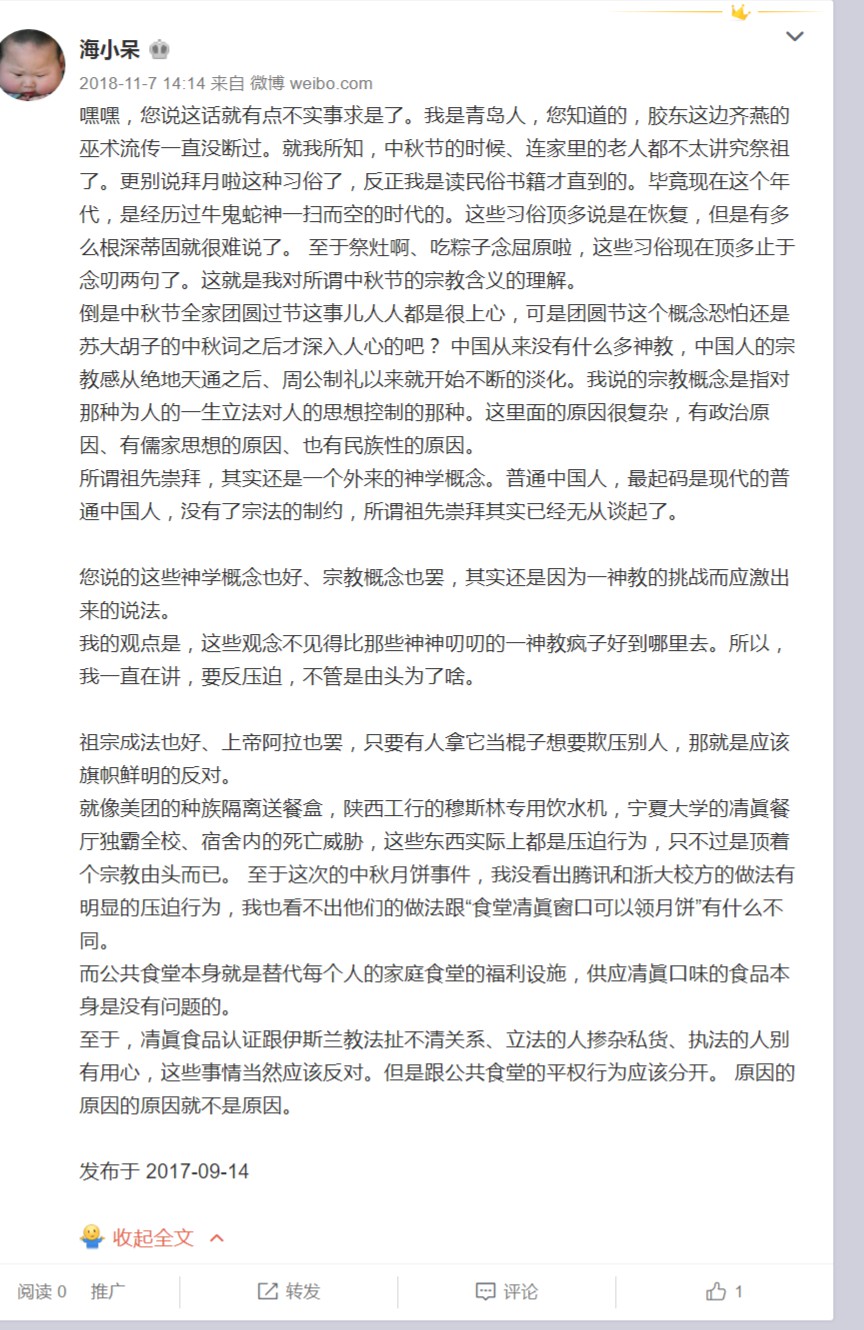 海小呆
2018-11-7 14:14 来自 微博 weibo.com
嘿嘿，您说这话就有点不实事求是了。我是青岛人，您知道的，胶东这边齐燕的
巫术流传一直没断过。就我所知，中秋节的时候、连家里的老人都不太讲究祭祖
了。更别说拜月啦这种习俗了，反正我是读民俗书籍才直到的。毕竟现在这个年
代，是经历过牛鬼蛇神一扫而空的时代的。这些习俗顶多说是在恢复，但是有多
么根深蒂固就很难说了。 至于祭灶啊、吃粽子念屈原啦，这些习俗现在顶多止于
念叨两句了。这就是我对所谓中秋节的宗教含义的理解。
倒是中秋节全家团圆过节这事儿人人都是很上心，可是团圆节这个概念恐怕还是
苏大胡子的中秋词之后才深入人心的吧？ 中国从来没有什么多神教，中国人的宗
教感从绝地天通之后、周公制礼以来就开始不断的淡化。我说的宗教概念是指对
那种为人的一生立法对人的思想控制的那种。这里面的原因很复杂，有政治原
因、有儒家思想的原因、也有民族性的原因。
所谓祖先崇拜，其实还是一个外来的神学概念。普通中国人，最起码是现代的普
通中国人，没有了宗法的制约，所谓祖先崇拜其实已经无从谈起了。
您说的这些神学概念也好、宗教概念也罢，其实还是因为一神教的挑战而应激出
来的说法。
我的观点是，这些观念不见得比那些神神叨叨的一神教疯子好到哪里去。所以，
我一直在讲，要反压迫，不管是由头为了啥。
祖宗成法也好、上帝阿拉也罢，只要有人拿它当棍子想要欺压别人，那就是应该
旗帜鲜明的反对。
就像美团的种族隔离送餐盒，陕西工行的穆斯林专用饮水机，宁夏大学的凊眞餐
厅独霸全校、宿舍内的死亡威胁，这些东西实际上都是压迫行为，只不过是顶着
个宗教由头而已。 至于这次的中秋月饼事件，我没看出腾讯和浙大校方的做法有
明显的压迫行为，我也看不出他们的做法跟“食堂凊眞窗口可以领月饼”有什么不
同。
而公共食堂本身就是替代每个人的家庭食堂的福利设施，供应凊眞口味的食品本
身是没有问题的。
至于，凊眞食品认证跟伊斯兰教法扯不清关系、立法的人掺杂私货、执法的人别
有用心，这些事情当然应该反对。但是跟公共食堂的平权行为应该分开。 原因的
原因的原因就不是原因。
发布于 2017-09-14
收起全文
阅读 0 推广 转发 评论 1